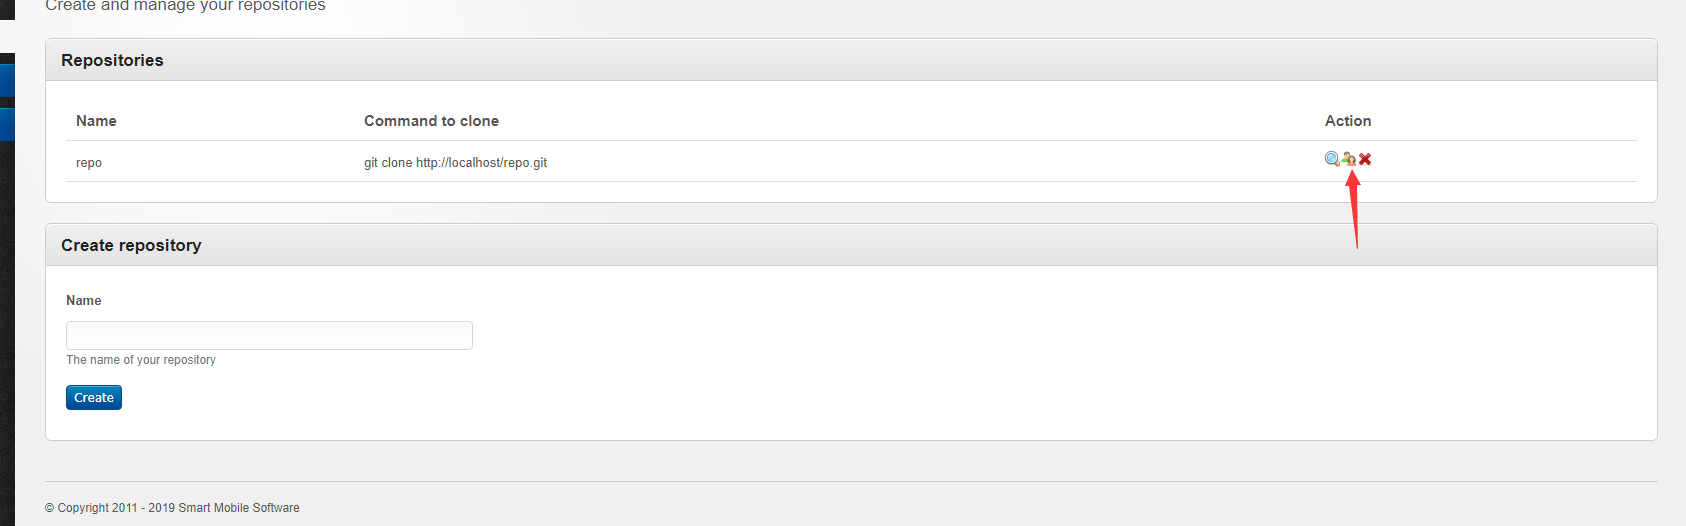 Create and manage your repositories
Repositories
Name Command to clone Action
repo git clone http://localhost/repo.git
Create repository
Name
The name of your repository
Create
© Copyright 2011 - 2019 Smart Mobile Software